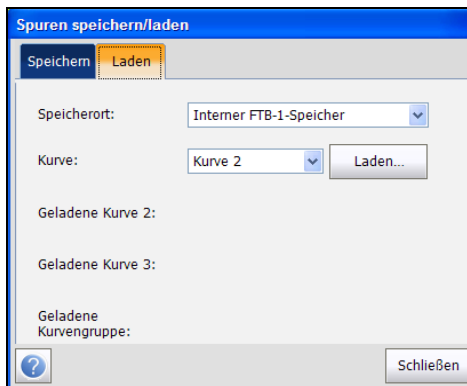 Spuren speichern/laden
Speichern Laden
Speicherort: Interner FTB-1-Speicher
Kurve: Kurve 2 Laden...
Geladene Kurve 2:
Geladene Kurve 3:
Geladene
Kurvengruppe:
? Schließen